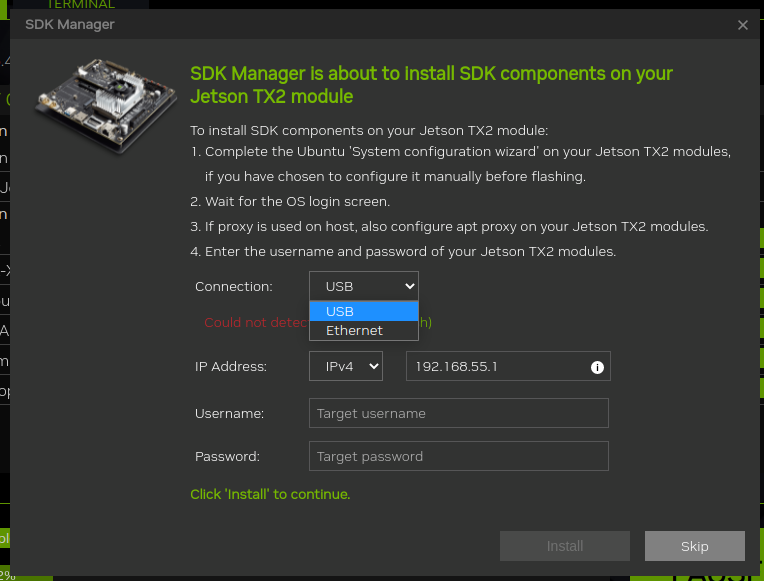 TERMINAL
SDK Manager
SDK Manager is about to install SDK components on your
Jetson TX2 module
To install SDK components on your Jetson TX2 module:
1. Complete the Ubuntu 'System configuration wizard' on your Jetson TX2 modules,
if you have chosen to configure it manually before flashing.
2. Wait for the OS login screen.
3. If proxy is used on host, also configure apt proxy on your Jetson TX2 modules.
4. Enter the username and password of your Jetson TX2 modules.
Connection: USB
USB
Could not
Ethernet
IP Address: IPv4 192.168.55.1
Username: Target username
Password: Target password
Click 'Install' to continue.
Install Skip